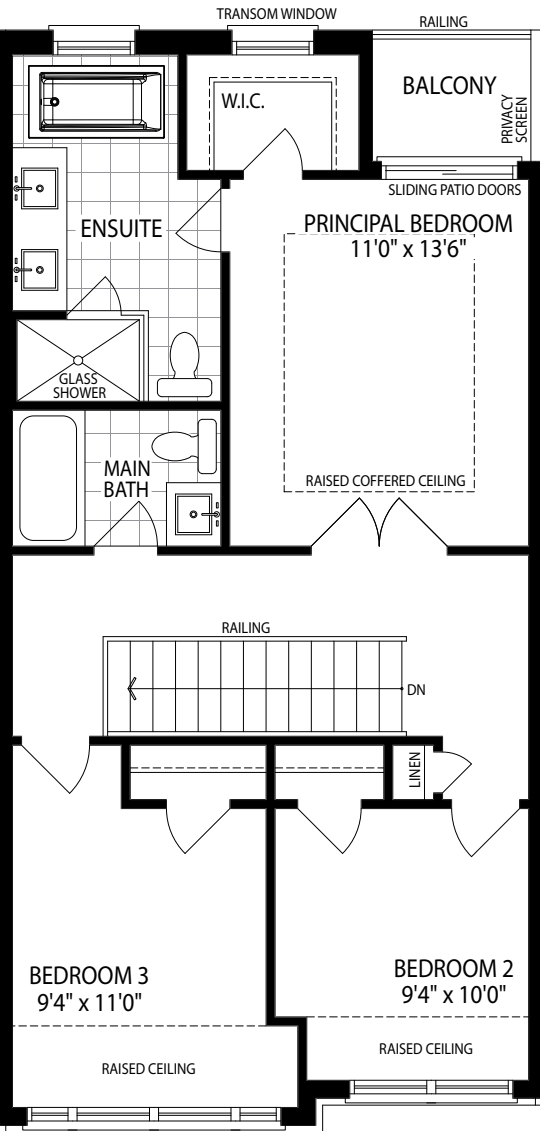 TRANSOM WINDOW
RAILING
W.I.C.
BALCONY
PRIVACY
SCREEN
SLIDING PATIO DOORS
ENSUITE
PRINCIPAL BEDROOM
11'0" x 13'6"
GLASS
SHOWER
RAISED COFFERED CEILING
MAIN
BATH
RAILING
DN
LINEN
BEDROOM 3
9'4" x 11'0"
BEDROOM 2
9'4" x 10'0"
RAISED CEILING
RAISED CEILING